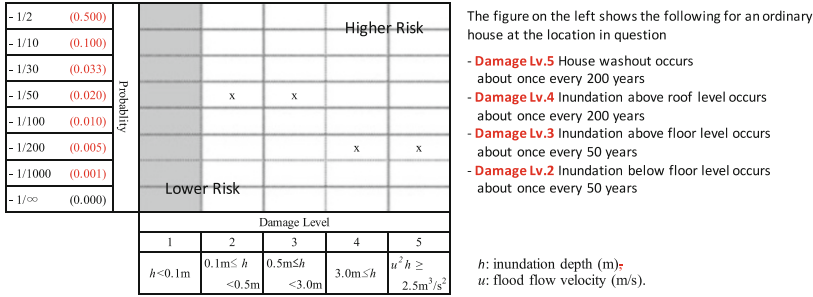 - 1/2 (0.500)
- 1/10 (0.100)
- 1/30 (0.033)
- 1/50 (0.020)
- 1/100 (0.010)
- 1/200 (0.005)
- 1/1000 (0.001)
- 1/∞ (0.000)
Probablity
Higher Risk
x x
x x
Lower Risk
Damage Level
1 2 3 4 5
h<0.1m
0.1m≤ h
<0.5m
0.5m≤h
<3.0m
3.0m≤h
u² h ≥
2.5m³/s²
The figure on the left shows the following for an ordinary
house at the location in question
- Damage Lv.5 House washout occurs
about once every 200 years
- Damage Lv.4 Inundation above roof level occurs
about once every 200 years
- Damage Lv.3 Inundation above floor level occurs
about once every 50 years
- Damage Lv.2 Inundation below floor level occurs
about once every 50 years
h: inundation depth (m),
u: flood flow velocity (m/s).